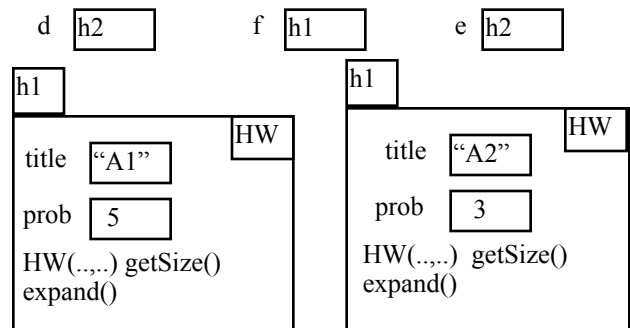 d h2 f h1 e h2
h1 h1
HW HW
title “A1” title “A2”
prob 5 prob 3
HW(..,..) getSize() HW(..,..) getSize()
expand() expand()